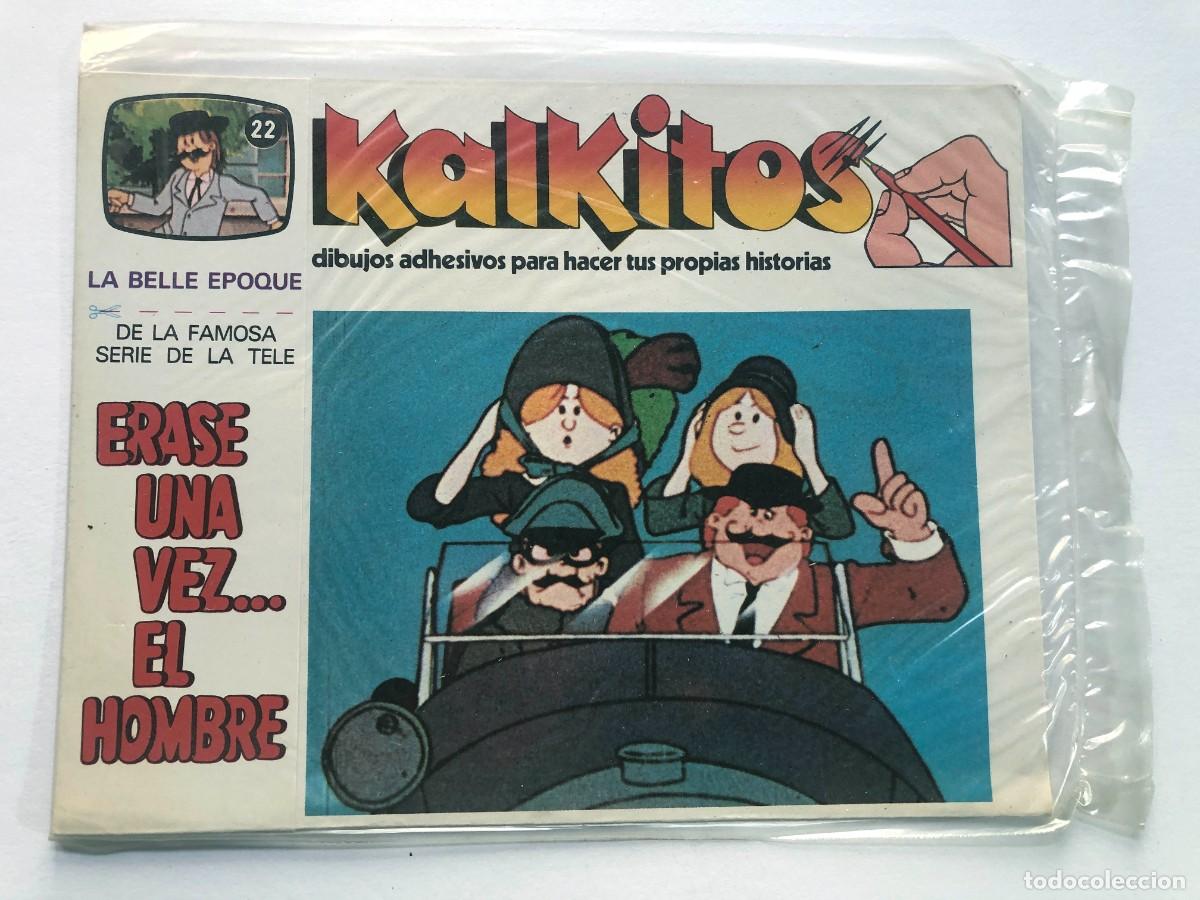 22
LA BELLE EPOQUE
DE LA FAMOSA
SERIE DE LA TELE
ERASE
UNA
VEZ...
EL
HOMBRE
Kalkitos
dibujos adhesivos para hacer tus propias historias
todocoleccion